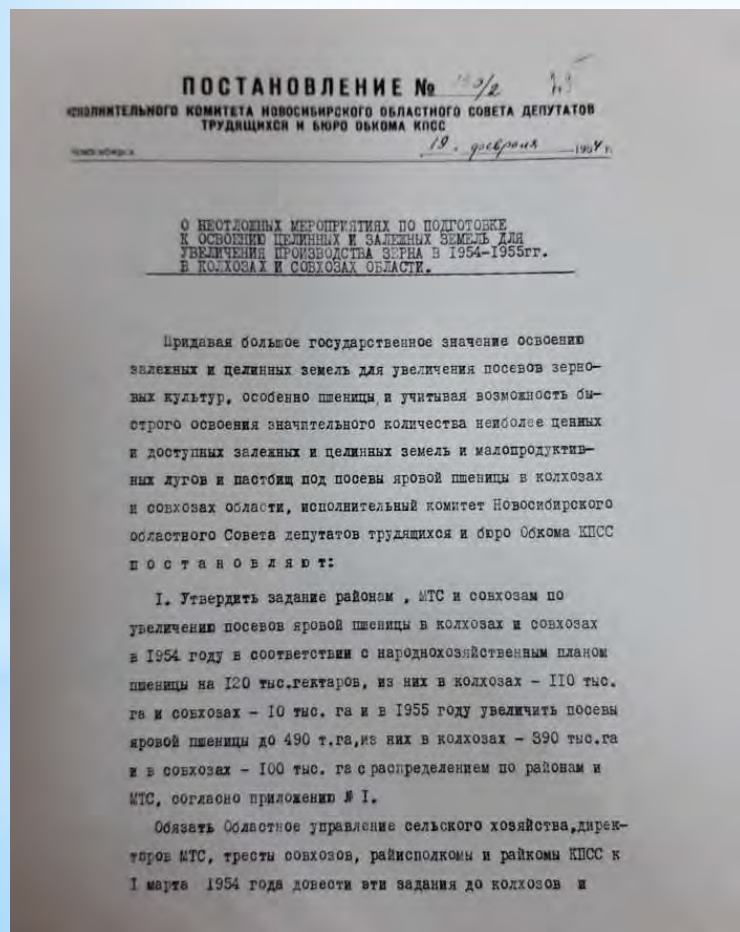 ПОСТАНОВЛЕНИЕ №
ИСПОЛНИТЕЛЬНОГО КОМИТЕТА НОВОСИБИРСКОГО ОБЛАСТНОГО СОВЕТА ДЕПУТАТОВ
ТРУДЯЩИХСЯ И БЮРО ОБКОМА КПСС
19. февраля 1954 г.
О НЕОТЛОЖНЫХ МЕРОПРИЯТИЯХ ПО ПОДГОТОВКЕ
К ОСВОЕНИЮ ЦЕЛИННЫХ И ЗАЛЕЖНЫХ ЗЕМЕЛЬ ДЛЯ
УВЕЛИЧЕНИЯ ПРОИЗВОДСТВА ЗЕРНА В 1954-1955гг.
В КОЛХОЗАХ И СОВХОЗАХ ОБЛАСТИ.
Придавая большое государственное значение освоению
залежных и целинных земель для увеличения посевов зерно-
вых культур, особенно пшеницы, и учитывая возможность бы-
строго освоения значительного количества неиболее ценных
и доступных залежных и целинных земель и малопродуктив-
ных лугов и пастбищ под посевы яровой пшеницы в колхозах
и совхозах области, исполнительный комитет Новосибирского
областного Совета депутатов трудящихся и бюро Обкома КПСС
п о с т а н о в л я ю т:
I. Утвердить задание районам , МТС и совхозам по
увеличению посевов яровой пшеницы в колхозах и совхозах
в 1954 году в соответствии с народнохозяйственным планом
пшеницы на 120 тыс.гектаров, из них в колхозах - 110 тыс.
га и совхозах - 10 тыс. га и в 1955 году увеличить посевы
яровой пшеницы до 490 т.га,из них в колхозах - 390 тыс.га
и в совхозах - 100 тыс. га с распределением по районам и
МТС, согласно приложению № I.
Обязать Областное управление сельского хозяйства,дирек-
торов МТС, тресты совхозов, райисполкомы и райкомы КПСС к
I марта 1954 года довести эти задания до колхозов и